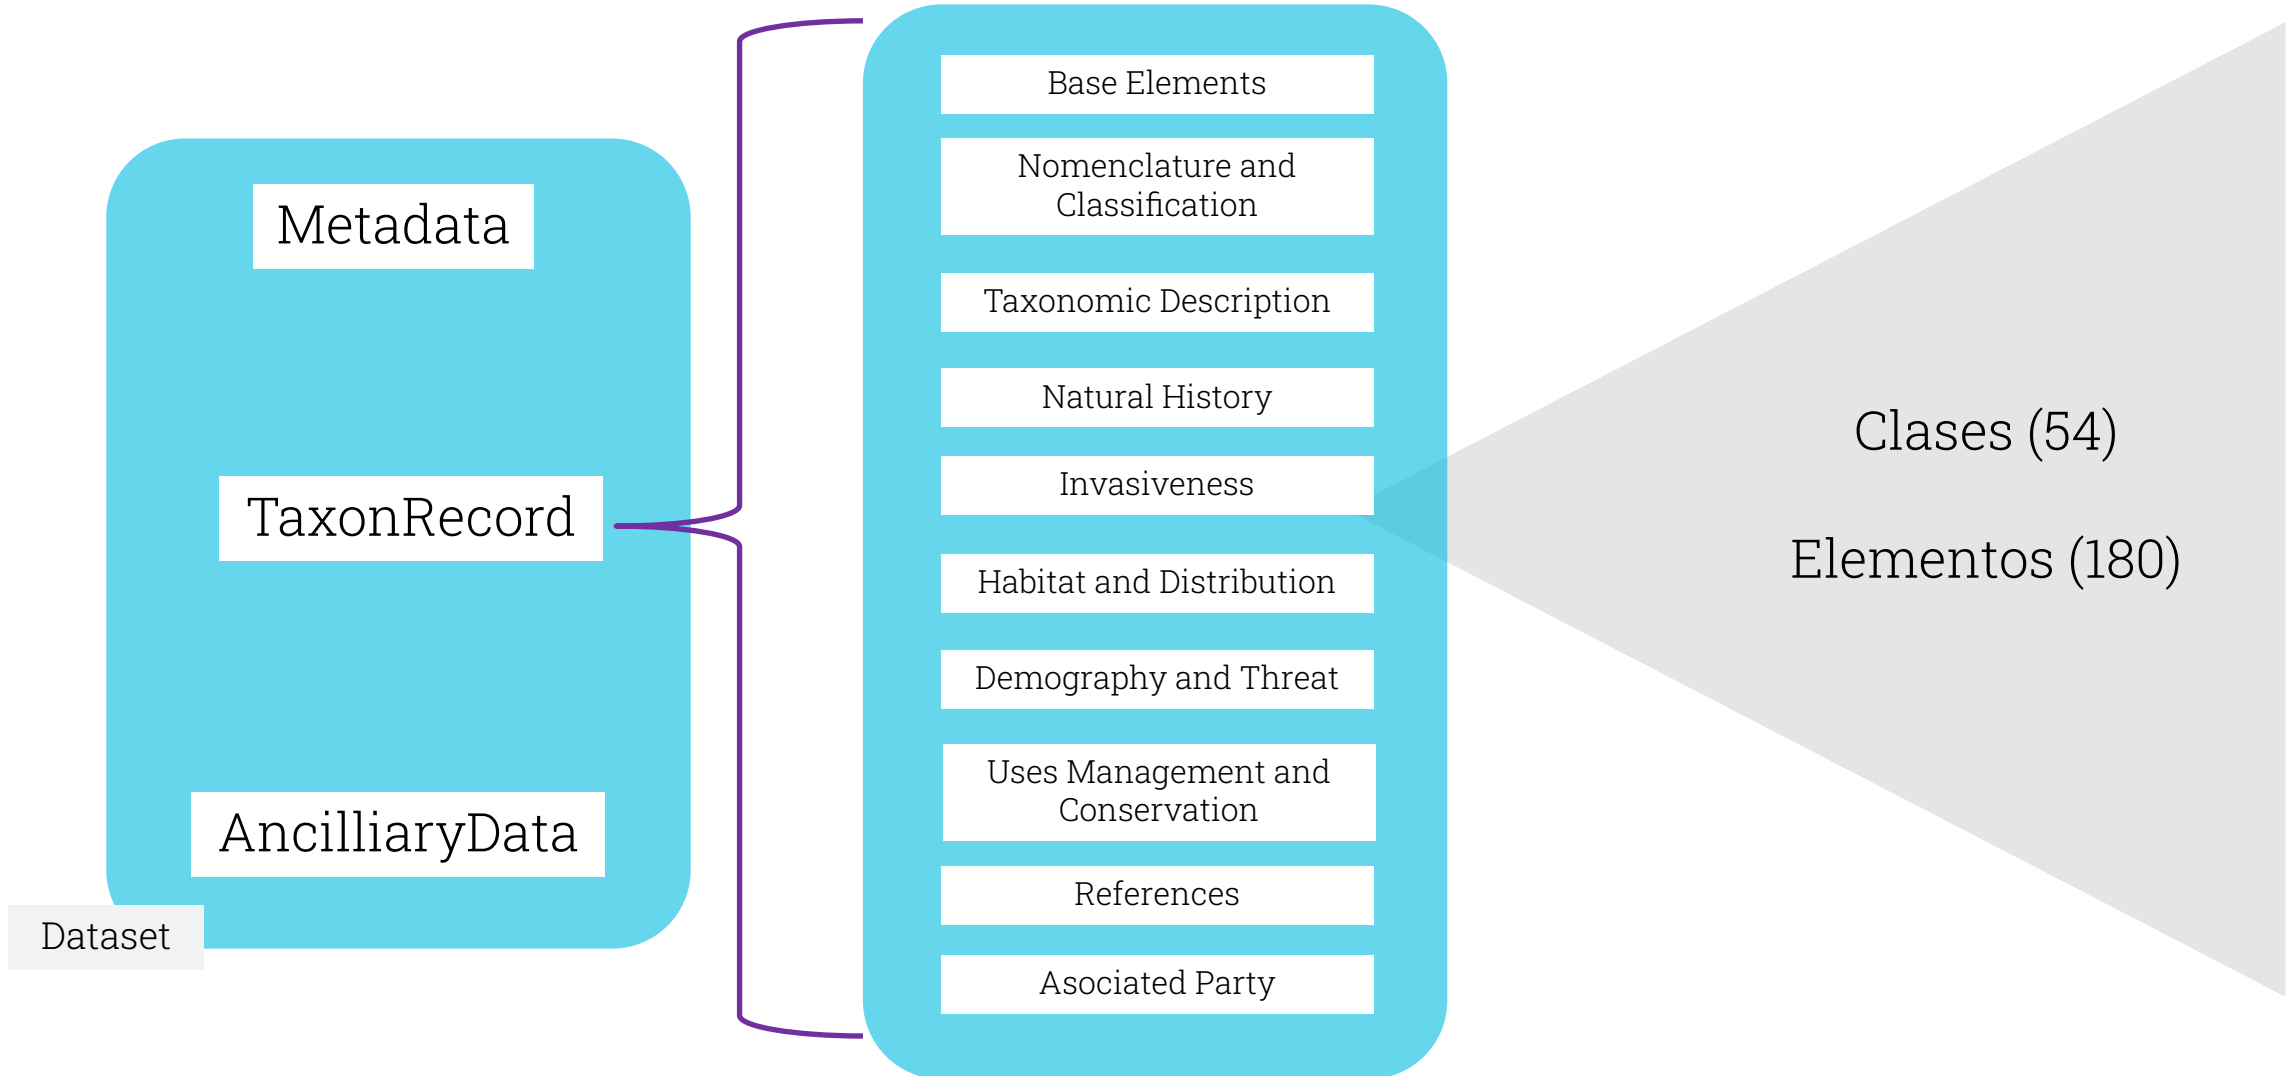 Metadata
TaxonRecord
AncilliaryData
Dataset
Base Elements
Nomenclature and
Classification
Taxonomic Description
Natural History
Invasiveness
Habitat and Distribution
Demography and Threat
Uses Management and
Conservation
References
Asociated Party
Clases (54)
Elementos (180)